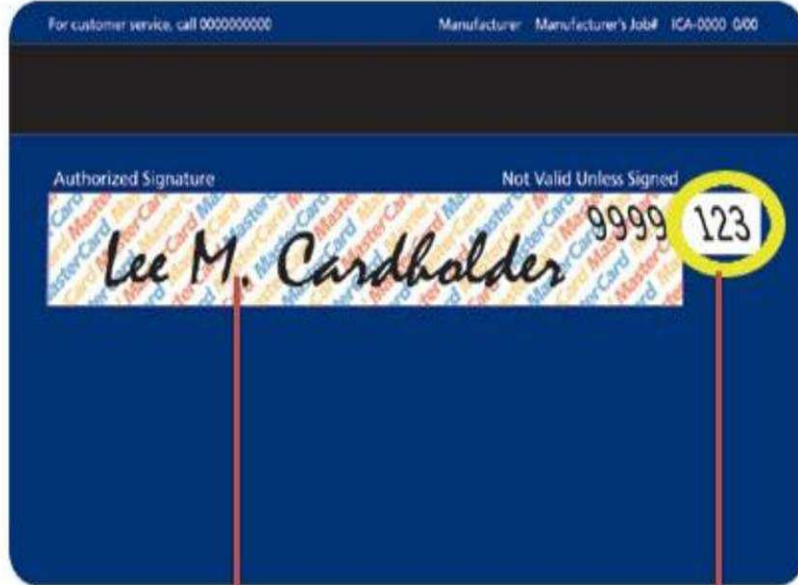 For customer service, call 0000000000 Manufacturer Manufacturer's Job# ICA-0000 0/00
Authorized Signature Not Valid Unless Signed
Lee M. Cardholder 9999 123